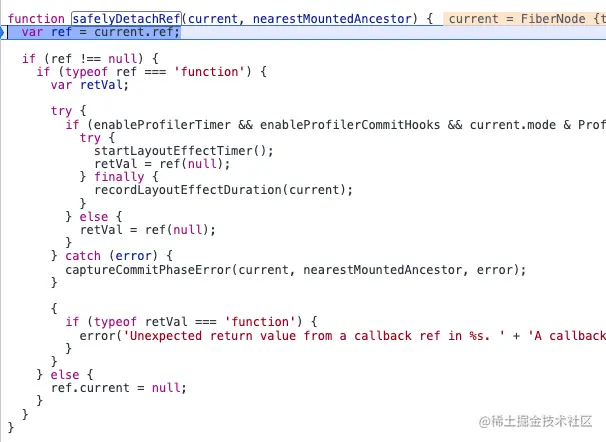 function safelyDetachRef(current, nearestMountedAncestor) { current = FiberNode {t
  var ref = current.ref;
  if (ref !== null) {
    if (typeof ref === 'function') {
      var retVal;
      try {
        if (enableProfilerTimer && enableProfilerCommitHooks && current.mode & Prof
          try {
            startLayoutEffectTimer();
            retVal = ref(null);
          } finally {
            recordLayoutEffectDuration(current);
          }
        } else {
          retVal = ref(null);
        }
      } catch (error) {
        captureCommitPhaseError(current, nearestMountedAncestor, error);
      }
      {
        if (typeof retVal === 'function') {
          error('Unexpected return value from a callback ref in %s. ' + 'A callback
        }
      }
    } else {
      ref.current = null;
    }
  }
}
@稀土掘金技术社区